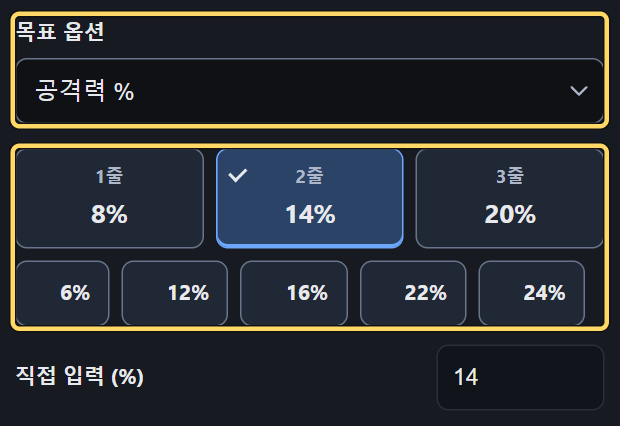 목표 옵션
공격력 %
1줄 2줄 3줄
8% 14% 20%
6% 12% 16% 22% 24%
직접 입력 (%) 14